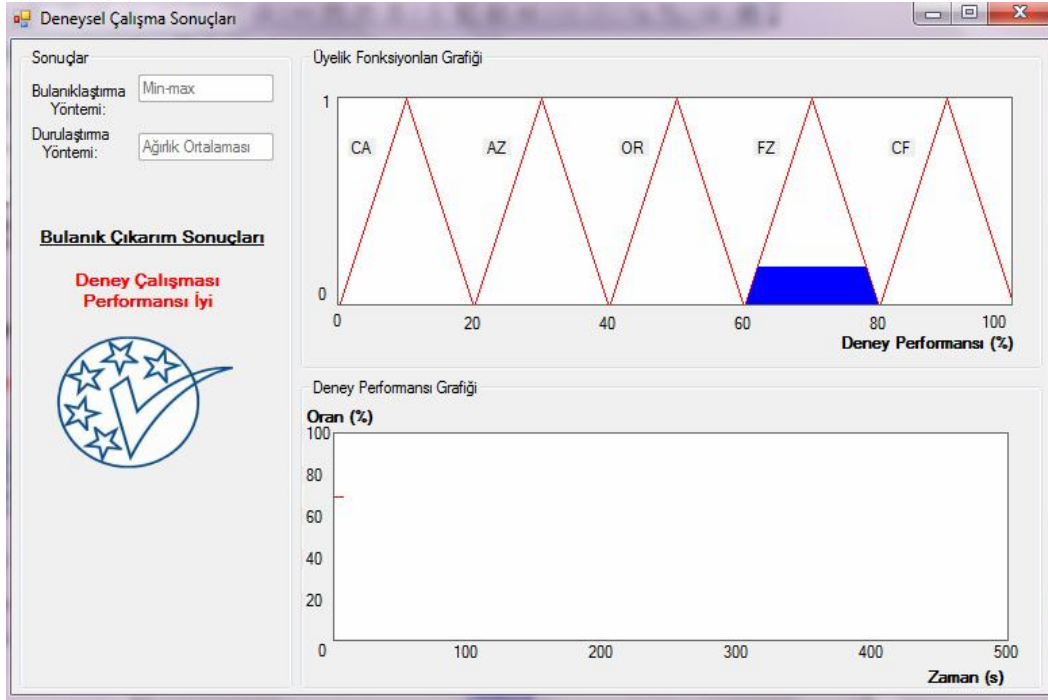 Deneysel Çalışma Sonuçları
Sonuçlar
Bulanıklaştırma
Yöntemi:
Min-max
Durulaştırma
Yöntemi:
Ağırlık Ortalaması
Bulanık Çıkarım Sonuçları
Deney Çalışması
Performansı İyi
Üyelik Fonksiyonları Grafiği
1
CA AZ OR FZ CF
0
0 20 40 60 80 100
Deney Performansı (%)
Deney Performansı Grafiği
Oran (%)
100
80
60
40
20
0 100 200 300 400 500
Zaman (s)